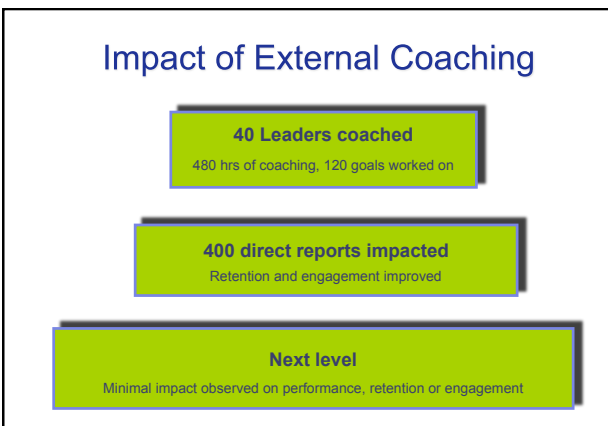 Impact of External Coaching
40 Leaders coached
480 hrs of coaching, 120 goals worked on
400 direct reports impacted
Retention and engagement improved
Next level
Minimal impact observed on performance, retention or engagement